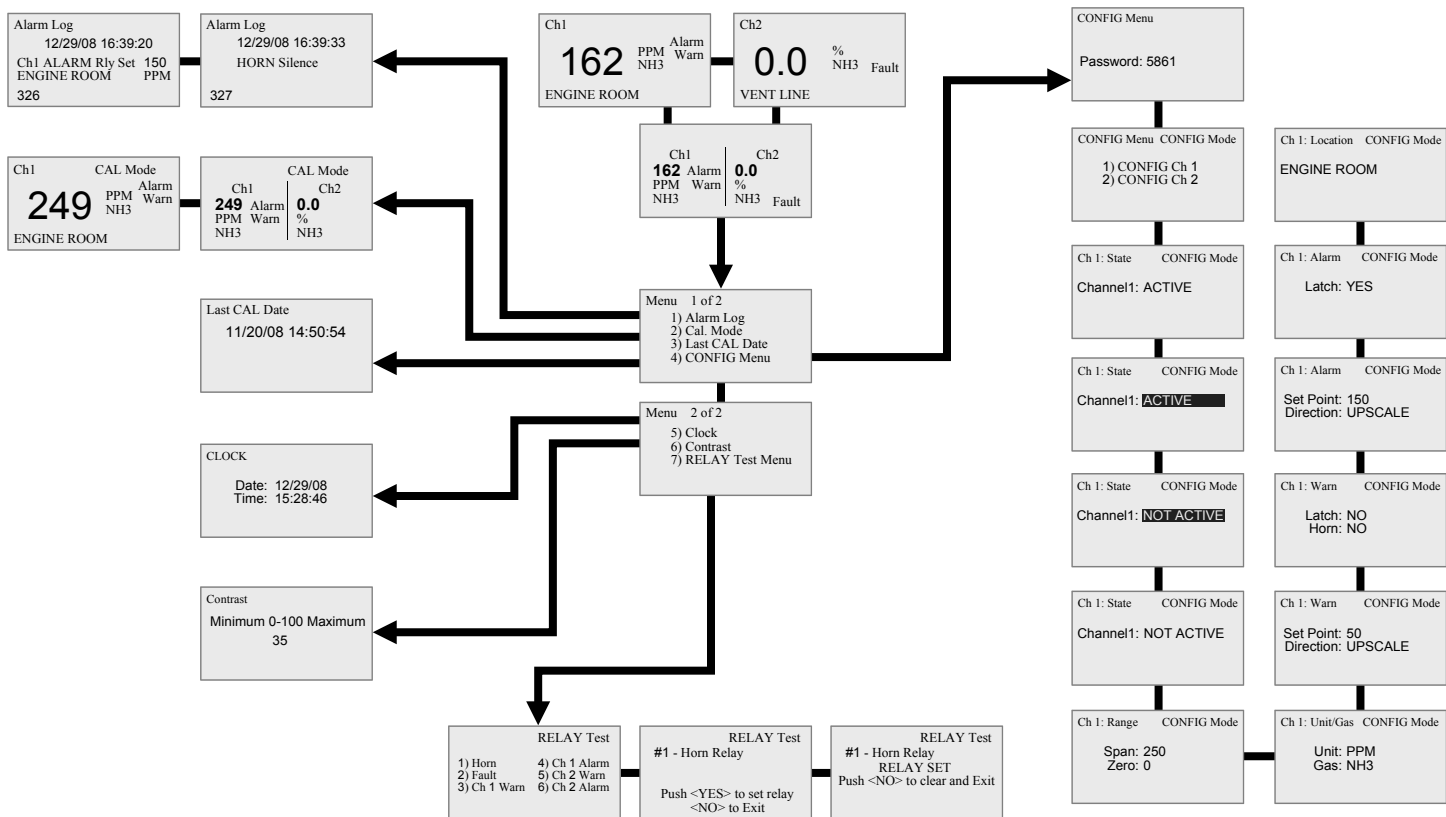 Alarm Log
12/29/08 16:39:20
Ch1 ALARM Rly Set 150
ENGINE ROOM PPM
326
Alarm Log
12/29/08 16:39:33
HORN Silence
327
Ch1
162 PPM NH3 Alarm Warn
ENGINE ROOM
Ch2
0.0 % NH3 Fault
VENT LINE
Ch1 Ch2
162 Alarm 0.0
PPM Warn %
NH3 NH3 Fault
Ch1 CAL Mode
249 PPM NH3 Alarm Warn
ENGINE ROOM
CAL Mode
Ch1 Ch2
249 Alarm 0.0
PPM Warn %
NH3 NH3
Last CAL Date
11/20/08 14:50:54
Menu 1 of 2
1) Alarm Log
2) Cal. Mode
3) Last CAL Date
4) CONFIG Menu
Menu 2 of 2
5) Clock
6) Contrast
7) RELAY Test Menu
CLOCK
Date: 12/29/08
Time: 15:28:46
Contrast
Minimum 0-100 Maximum
35
RELAY Test
1) Horn 4) Ch 1 Alarm
2) Fault 5) Ch 2 Warn
3) Ch 1 Warn 6) Ch 2 Alarm
RELAY Test
#1 - Horn Relay
Push <YES> to set relay
<NO> to Exit
RELAY Test
#1 - Horn Relay
RELAY SET
Push <NO> to clear and Exit
CONFIG Menu
Password: 5861
CONFIG Menu CONFIG Mode
1) CONFIG Ch 1
2) CONFIG Ch 2
Ch 1: State CONFIG Mode
Channel1: ACTIVE
Ch 1: State CONFIG Mode
Channel1: ACTIVE
Ch 1: State CONFIG Mode
Channel1: NOT ACTIVE
Ch 1: State CONFIG Mode
Channel1: NOT ACTIVE
Ch 1: Range CONFIG Mode
Span: 250
Zero: 0
Ch 1: Unit/Gas CONFIG Mode
Unit: PPM
Gas: NH3
Ch 1: Warn CONFIG Mode
Set Point: 50
Direction: UPSCALE
Ch 1: Warn CONFIG Mode
Latch: NO
Horn: NO
Ch 1: Alarm CONFIG Mode
Set Point: 150
Direction: UPSCALE
Ch 1: Alarm CONFIG Mode
Latch: YES
Ch 1: Location CONFIG Mode
ENGINE ROOM